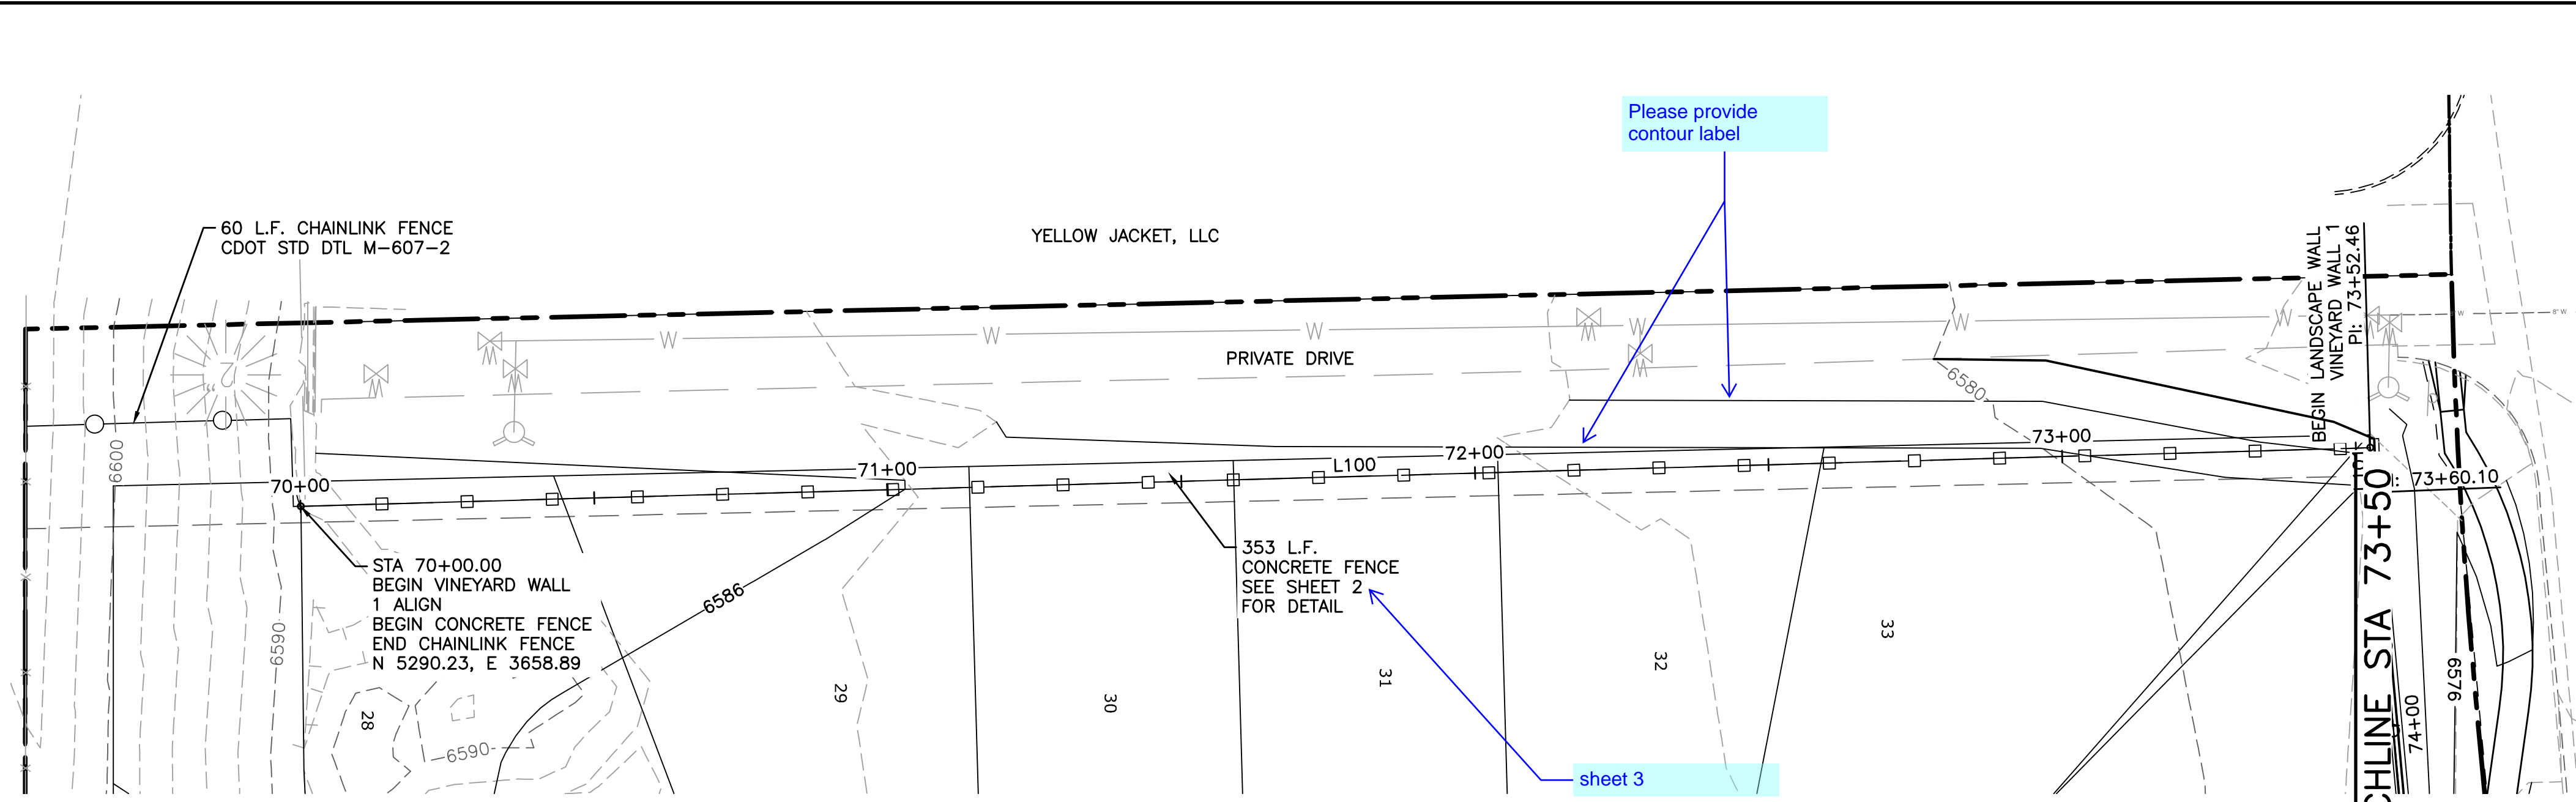 Please provide
contour label
60 L.F. CHAINLINK FENCE
CDOT STD DTL M-607-2
YELLOW JACKET, LLC
BEGIN LANDSCAPE WALL
VINEYARD WALL 1
PI: 73+52.46
W
W
W
W
W
W
W
8" W
PRIVATE DRIVE
6580
6600
70+00
71+00
72+00
73+00
L100
73+60.10
STA 70+00.00
BEGIN VINEYARD WALL
1 ALIGN
BEGIN CONCRETE FENCE
END CHAINLINK FENCE
N 5290.23, E 3658.89
353 L.F.
CONCRETE FENCE
SEE SHEET 2
FOR DETAIL
6586
6590
6590
28
29
30
31
32
33
CHLINE STA 73+50
74+00
6576
sheet 3